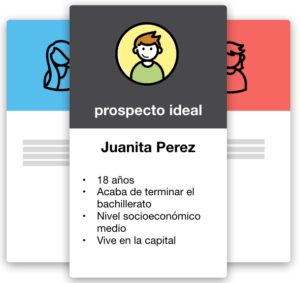 prospecto ideal
Juanita Perez
• 18 años
• Acaba de terminar el
bachillerato
• Nivel socioeconómico
medio
• Vive en la capital